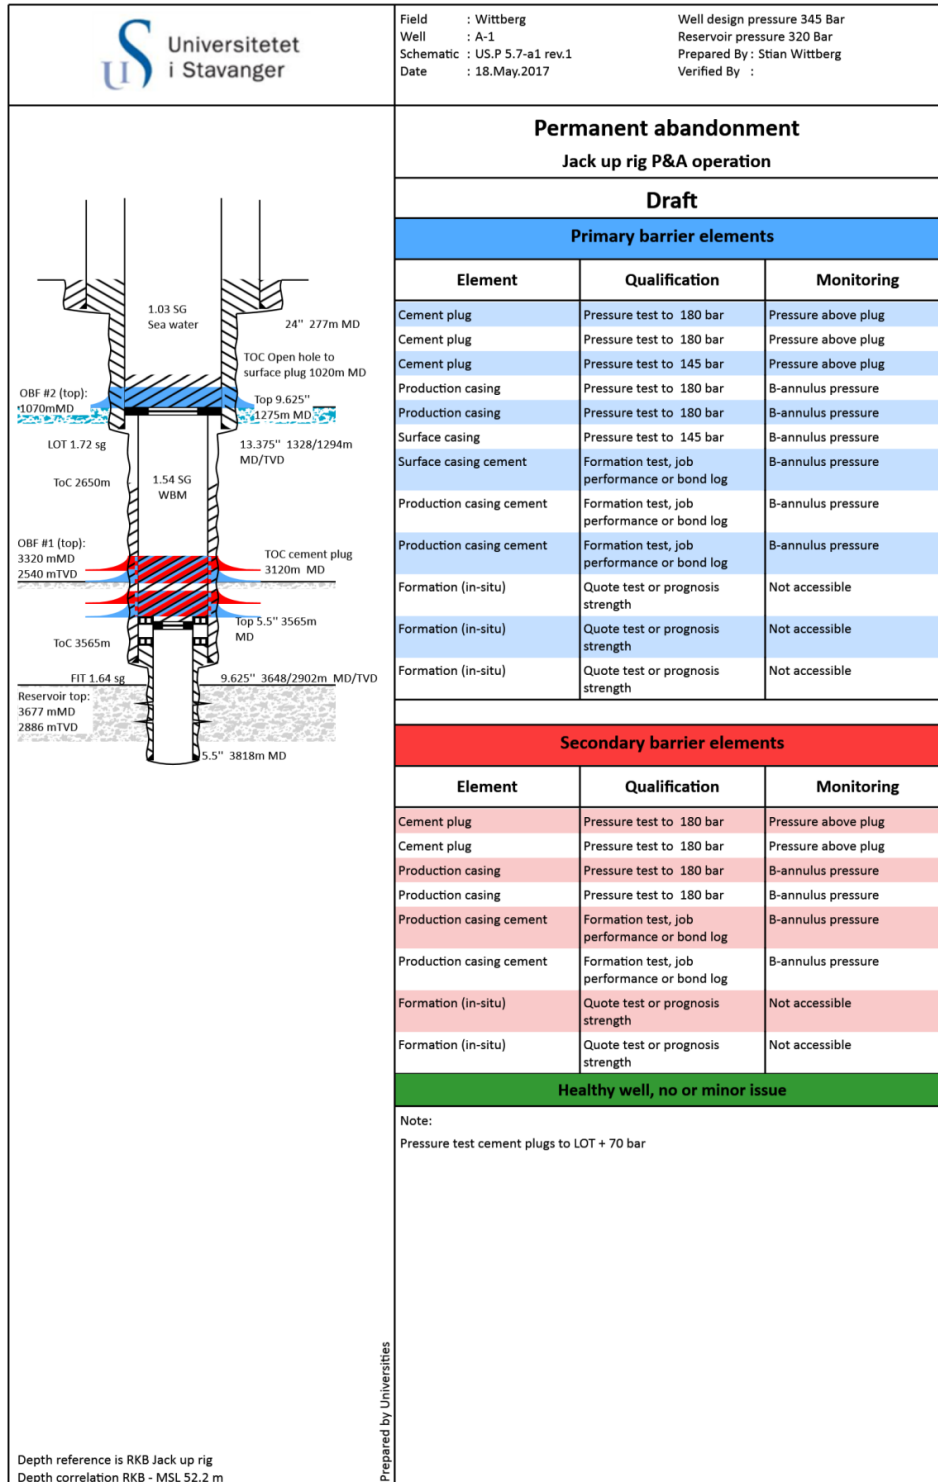 Universitetet
i Stavanger
US
Field : Wittberg
Well : A-1
Schematic : US.P 5.7-a1 rev.1
Date : 18.May.2017
Well design pressure 345 Bar
Reservoir pressure 320 Bar
Prepared By : Stian Wittberg
Verified By :
1.03 SG
Sea water
24" 277m MD
TOC Open hole to
surface plug 1020m MD
OBF #2 (top):
1070mMD
Top 9.625"
1275m MD
LOT 1.72 sg
13.375" 1328/1294m
MD/TVD
ToC 2650m
1.54 SG
WBM
OBF #1 (top):
3320 mMD
2540 mTVD
TOC cement plug
3120m MD
Top 5.5" 3565m
MD
ToC 3565m
FIT 1.64 sg
9.625" 3648/2902m MD/TVD
Reservoir top:
3677 mMD
2886 mTVD
5.5" 3818m MD
Depth reference is RKB Jack up rig
Depth correlation RKB - MSL 52.2 m
Prepared by Universities
Permanent abandonment
Jack up rig P&A operation
Draft
Primary barrier elements
Element Qualification Monitoring
Cement plug Pressure test to 180 bar Pressure above plug
Cement plug Pressure test to 180 bar Pressure above plug
Cement plug Pressure test to 145 bar Pressure above plug
Production casing Pressure test to 180 bar B-annulus pressure
Production casing Pressure test to 180 bar B-annulus pressure
Surface casing Pressure test to 145 bar B-annulus pressure
Surface casing cement Formation test, job B-annulus pressure
performance or bond log
Production casing cement Formation test, job B-annulus pressure
performance or bond log
Production casing cement Formation test, job B-annulus pressure
performance or bond log
Formation (in-situ) Quote test or prognosis Not accessible
strength
Formation (in-situ) Quote test or prognosis Not accessible
strength
Formation (in-situ) Quote test or prognosis Not accessible
strength
Secondary barrier elements
Element Qualification Monitoring
Cement plug Pressure test to 180 bar Pressure above plug
Cement plug Pressure test to 180 bar Pressure above plug
Production casing Pressure test to 180 bar B-annulus pressure
Production casing Pressure test to 180 bar B-annulus pressure
Production casing cement Formation test, job B-annulus pressure
performance or bond log
Production casing cement Formation test, job B-annulus pressure
performance or bond log
Formation (in-situ) Quote test or prognosis Not accessible
strength
Formation (in-situ) Quote test or prognosis Not accessible
strength
Healthy well, no or minor issue
Note:
Pressure test cement plugs to LOT + 70 bar